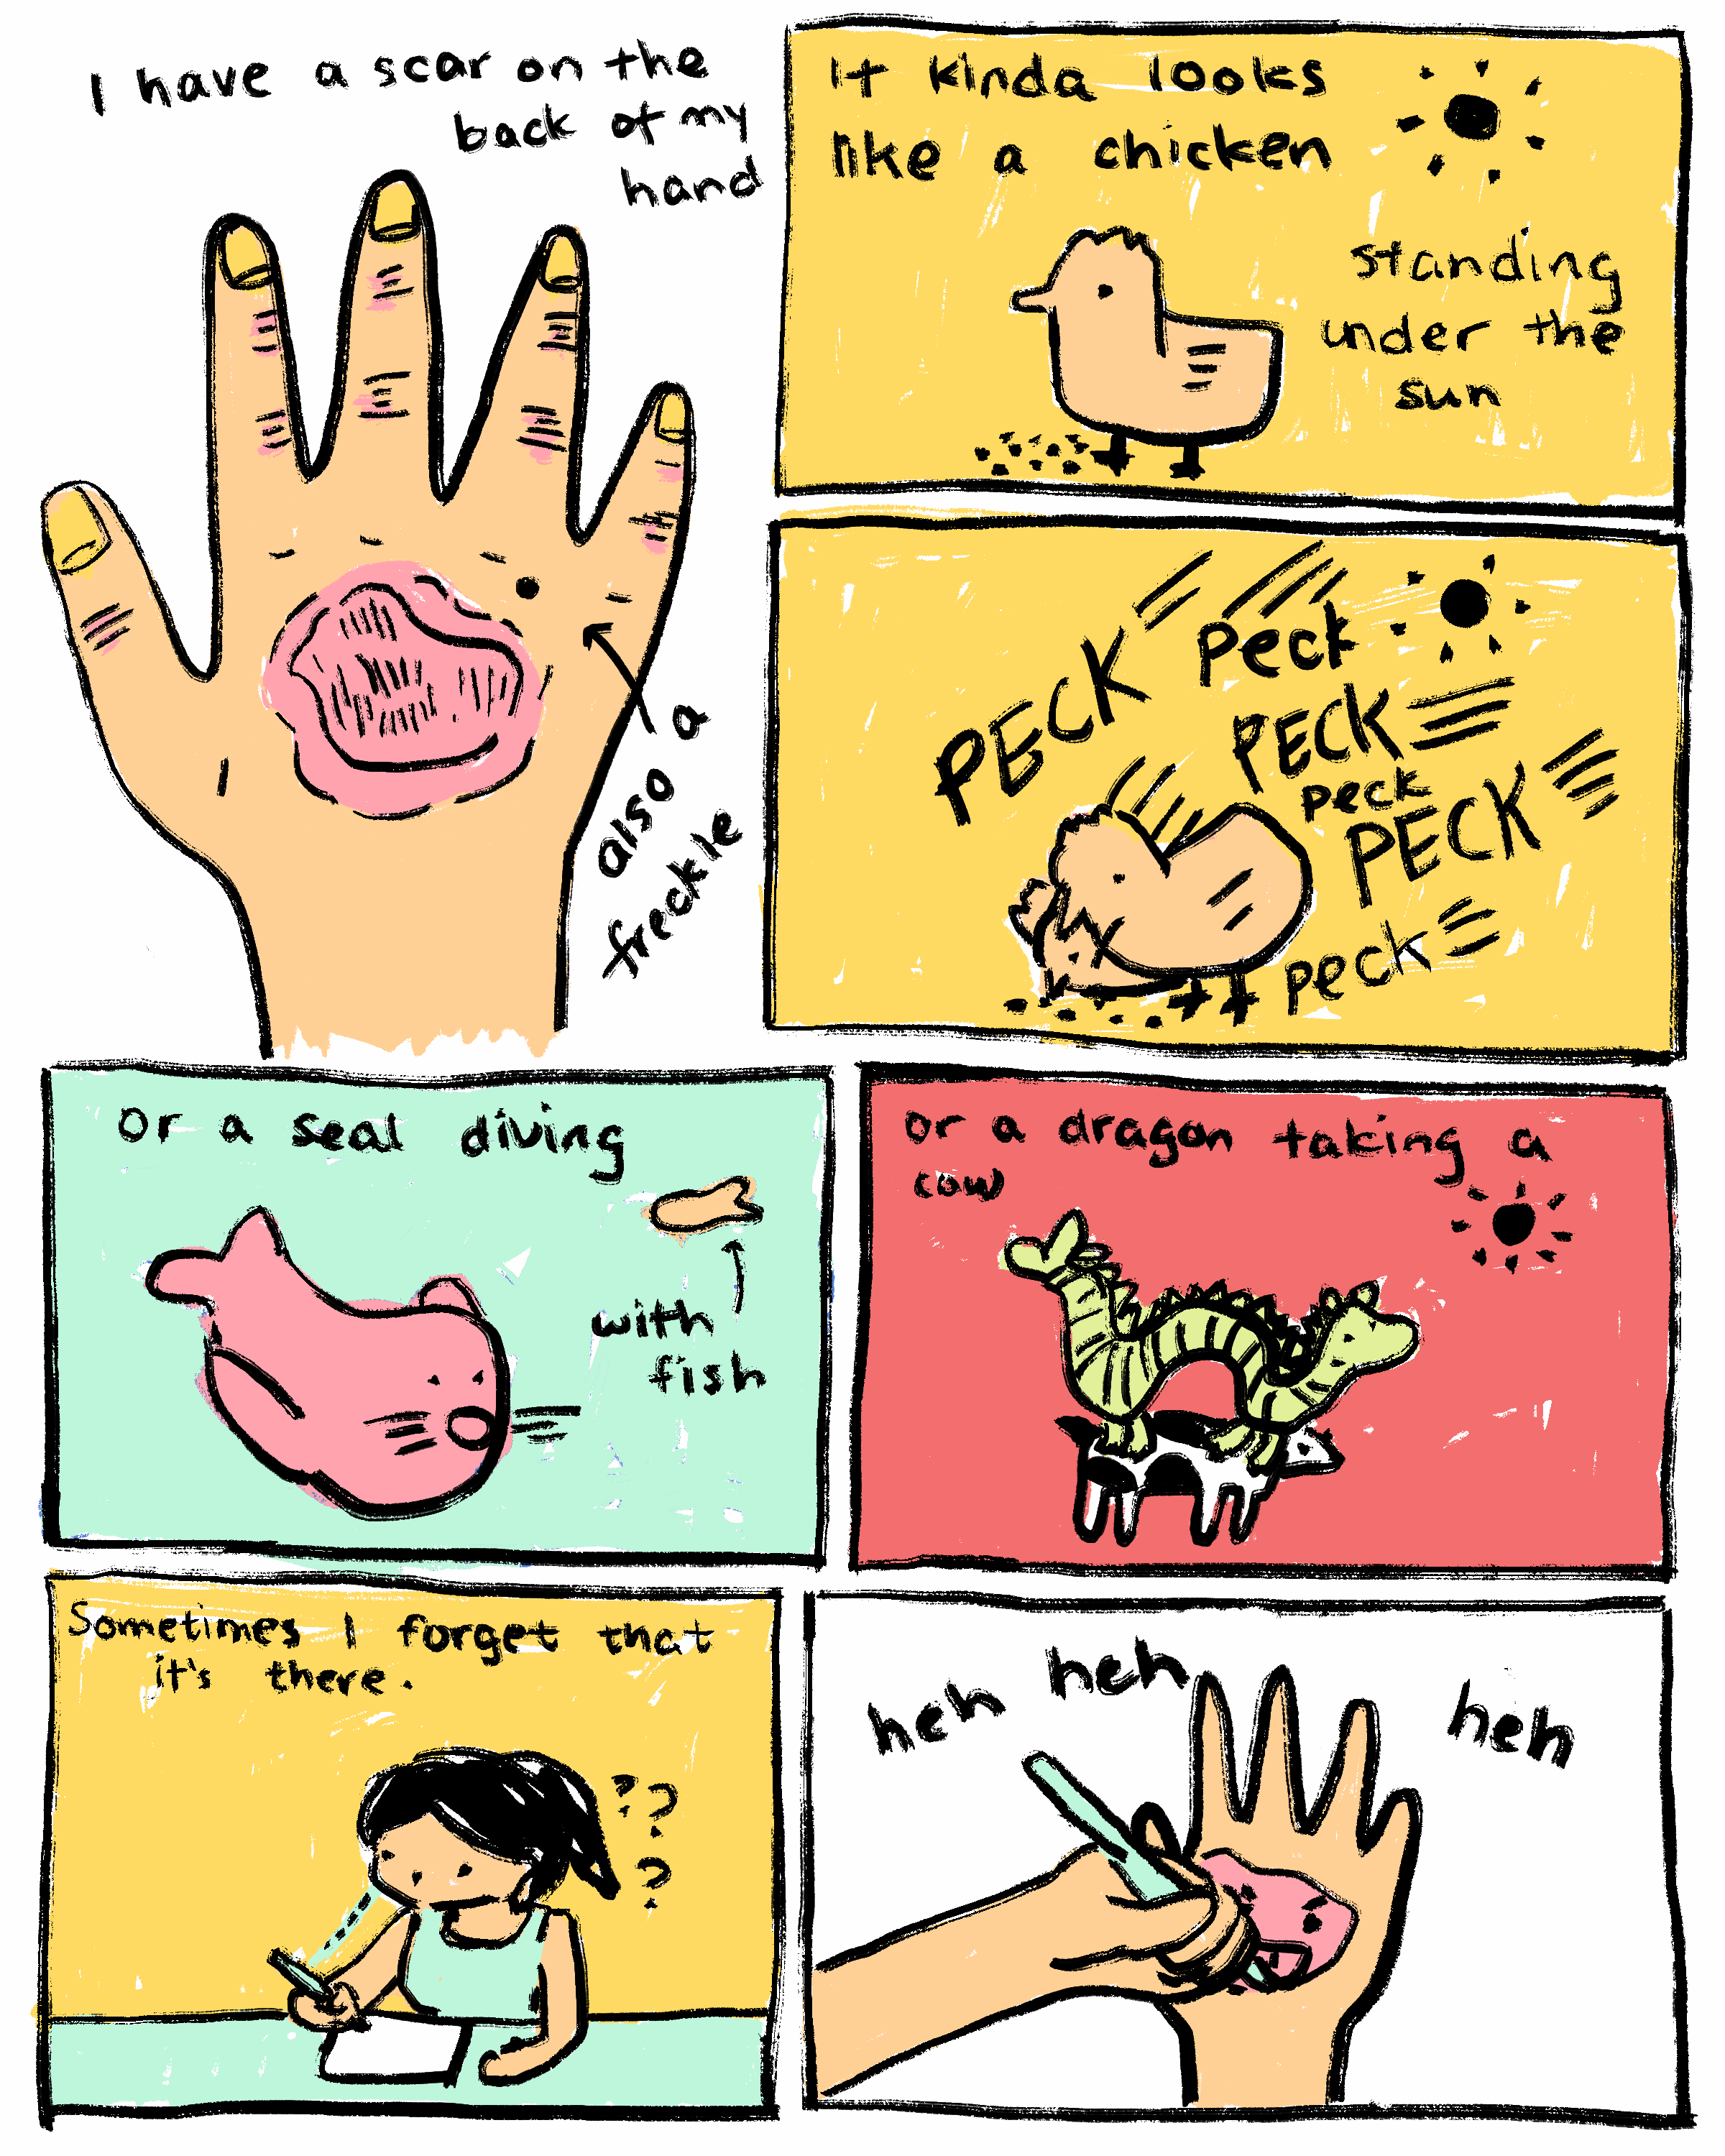 I have a scar on the
back of my
hand
also a
freckle
It kinda looks
like a chicken
standing
under the
sun
PECK
Peck
PECK
peck
PECK
peck
Or a seal diving
with
fish
or a dragon taking a
cow
Sometimes I forget that
it's there.
??
?
heh heh heh